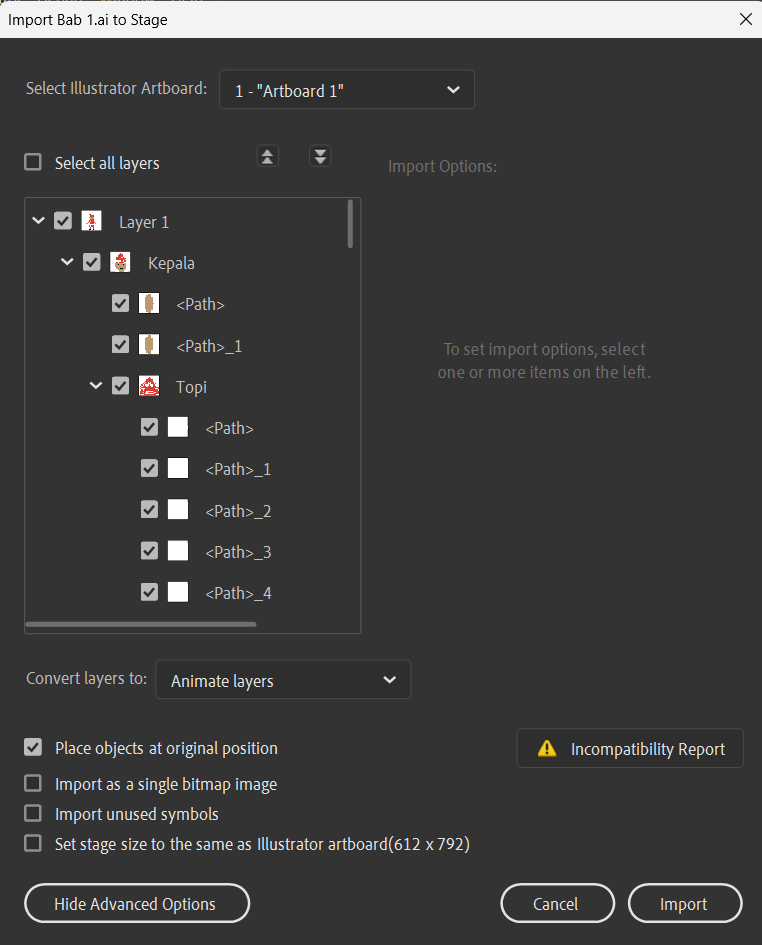 Import Bab 1.ai to Stage
Select Illustrator Artboard:
1 - "Artboard 1"
Select all layers
Import Options:
Layer 1
Kepala
<Path>
<Path>_1
Topi
<Path>
<Path>_1
<Path>_2
<Path>_3
<Path>_4
To set import options, select
one or more items on the left.
Convert layers to:
Animate layers
Place objects at original position
Incompatibility Report
Import as a single bitmap image
Import unused symbols
Set stage size to the same as Illustrator artboard(612 x 792)
Hide Advanced Options
Cancel
Import